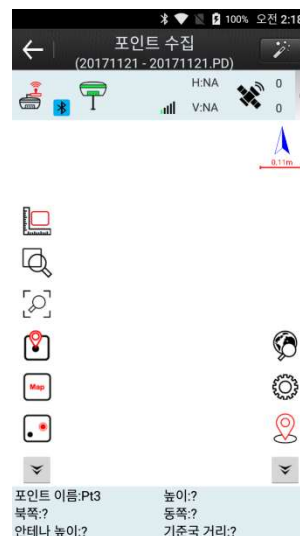 100% 오전 2:18
포인트 수집
(20171121 - 20171121.PD)
H:NA 0
V:NA 0
0.11m
Map
포인트 이름:Pt3 높이:?
북쪽:? 동쪽:?
안테나 높이:? 기준국 거리:?